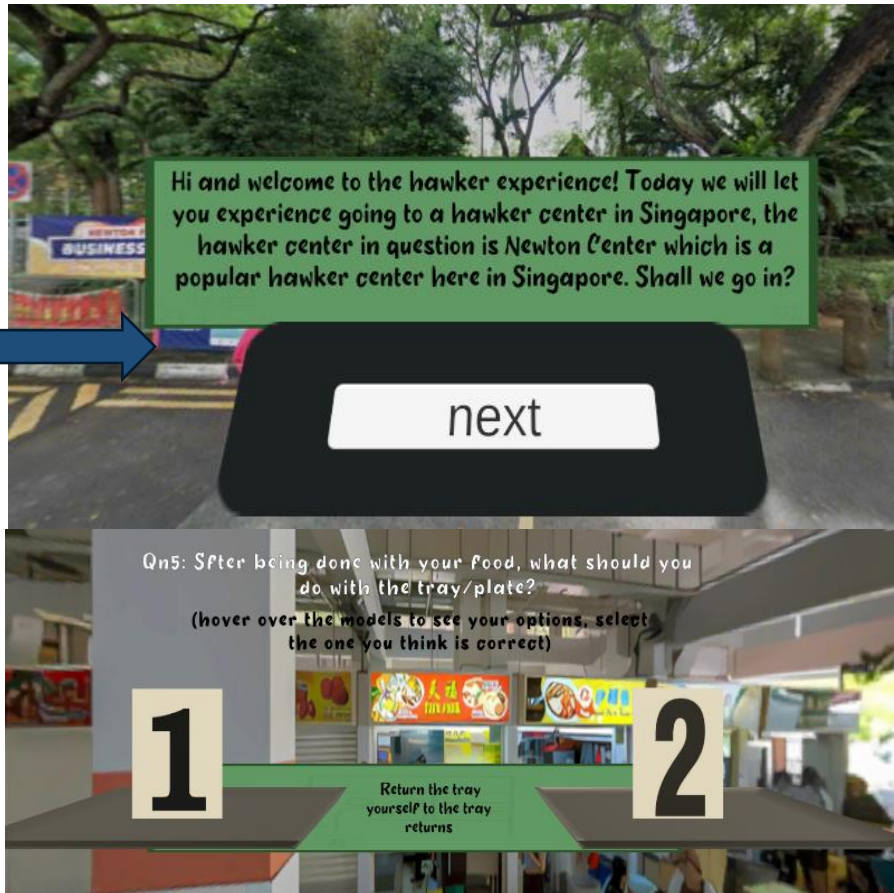 Hi and welcome to the hawker experience! Today we will let
you experience going to a hawker center in Singapore, the
hawker center in question is Newton Center which is a
popular hawker center here in Singapore. Shall we go in?
NEWTON
BUSINESS
next
Qn5: After being done with your food, what should you
do with the tray/plate?
(hover over the models to see your options, select
the one you think is correct)
1
2
Return the tray
yourself to the tray
returns